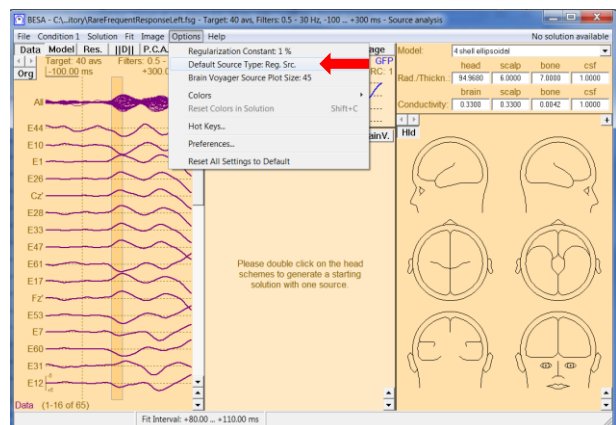 BESA - C:\...itory\RareFrequentResponseLeft.fsg - Target: 40 avs, Filters: 0.5 - 30 Hz, -100 ... +300 ms - Source analysis
File Condition 1 Solution Fit Image Options Help No solution available
Data Model Res. ||D|| P.C.A.
Target: 40 avs Filters: 0.5 -
Org -100.00 ms +300.0
All
E44
E10
E1
E26
Cz'
E28
E33
E47
E61
E17
Fz'
E53
E7
E60
E31
E12
Data (1-16 of 65)
Regularization Constant: 1 %
Default Source Type: Reg. Src.
Brain Voyager Source Plot Size: 45
Colors
Reset Colors in Solution Shift+C
Hot Keys...
Preferences...
Reset All Settings to Default
age
GFP
RC: 1
ainV.
Please double click on the head
schemes to generate a starting
solution with one source.
Model: 4 shell ellipsoidal
head scalp bone csf
Rad./Thickn.: 94.9680 6.0000 7.0000 1.0000
brain scalp bone csf
Conductivity: 0.3300 0.3300 0.0042 1.0000
Hld
Fit Interval: +80.00 ... +110.00 ms